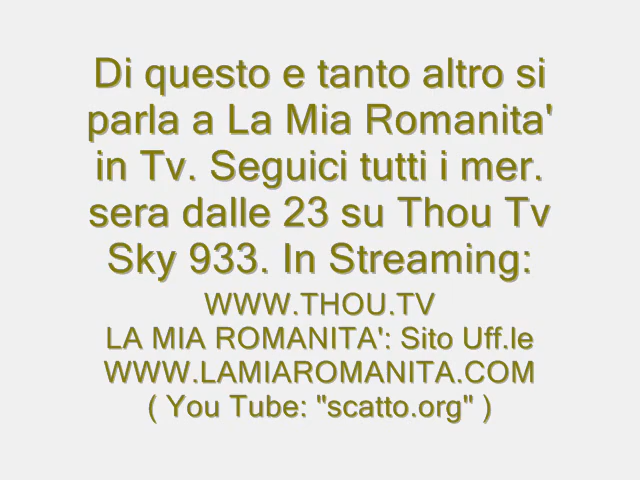 Di questo e tanto altro si
parla a La Mia Romanita'
in Tv. Seguici tutti i mer.
sera dalle 23 su Thou Tv
Sky 933. In Streaming:
WWW.THOU.TV
LA MIA ROMANITA': Sito Uff.le
WWW.LAMIAROMANITA.COM
( You Tube: "scatto.org" )